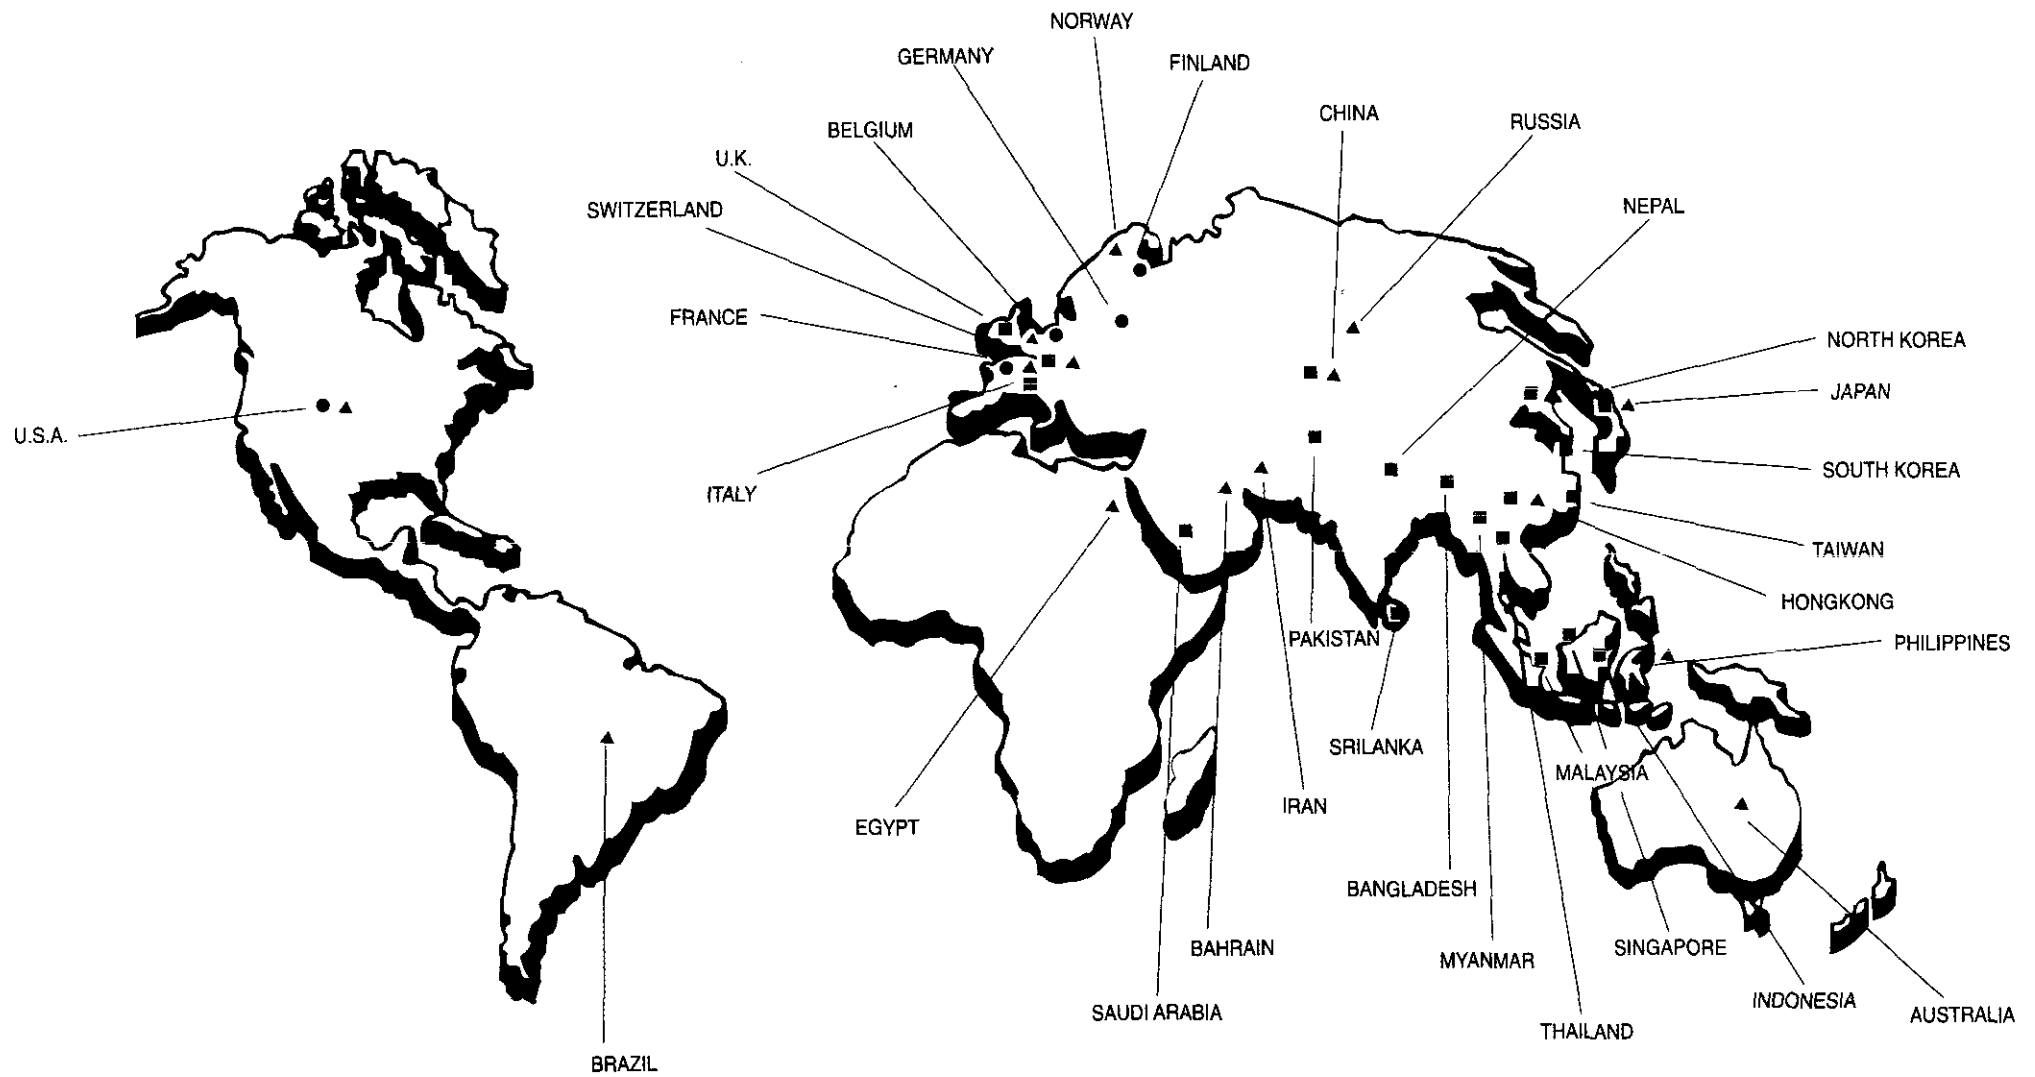 NORWAY
GERMANY
FINLAND
CHINA
RUSSIA
BELGIUM
U.K.
SWITZERLAND
NEPAL
FRANCE
NORTH KOREA
JAPAN
U.S.A.
ITALY
SOUTH KOREA
TAIWAN
HONGKONG
PAKISTAN
PHILIPPINES
SRILANKA
MALAYSIA
IRAN
EGYPT
BANGLADESH
BAHRAIN
SINGAPORE
MYANMAR
INDONESIA
SAUDI ARABIA
AUSTRALIA
THAILAND
BRAZIL